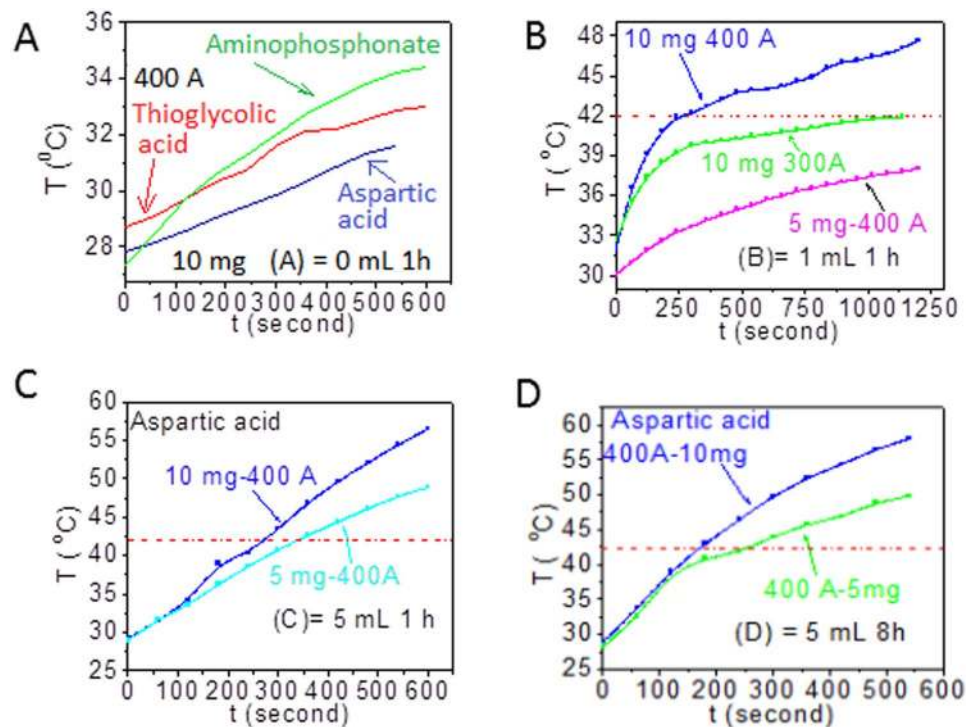 A
T (⁰C)
34
32
30
28
Aminophosphonate
400 A
Thioglycolic
acid
Aspartic
acid
10 mg (A) = 0 mL 1h
0 100 200 300 400 500 600
t (second)
B
T (°C)
48
45
42
39
36
33
30
10 mg 400 A
10 mg 300A
5 mg-400 A
(B)= 1 mL 1 h
0 250 500 750 1000 1250
t (second)
C
T (°C)
60
55
50
45
40
35
30
25
Aspartic acid
10 mg-400 A
5 mg-400A
(C)= 5 mL 1 h
0 100 200 300 400 500 600
t (second)
D
T (°C)
60
55
50
45
40
35
30
25
Aspartic acid
400A-10mg
400 A-5mg
(D) = 5 mL 8h
0 100 200 300 400 500 600
t (second)